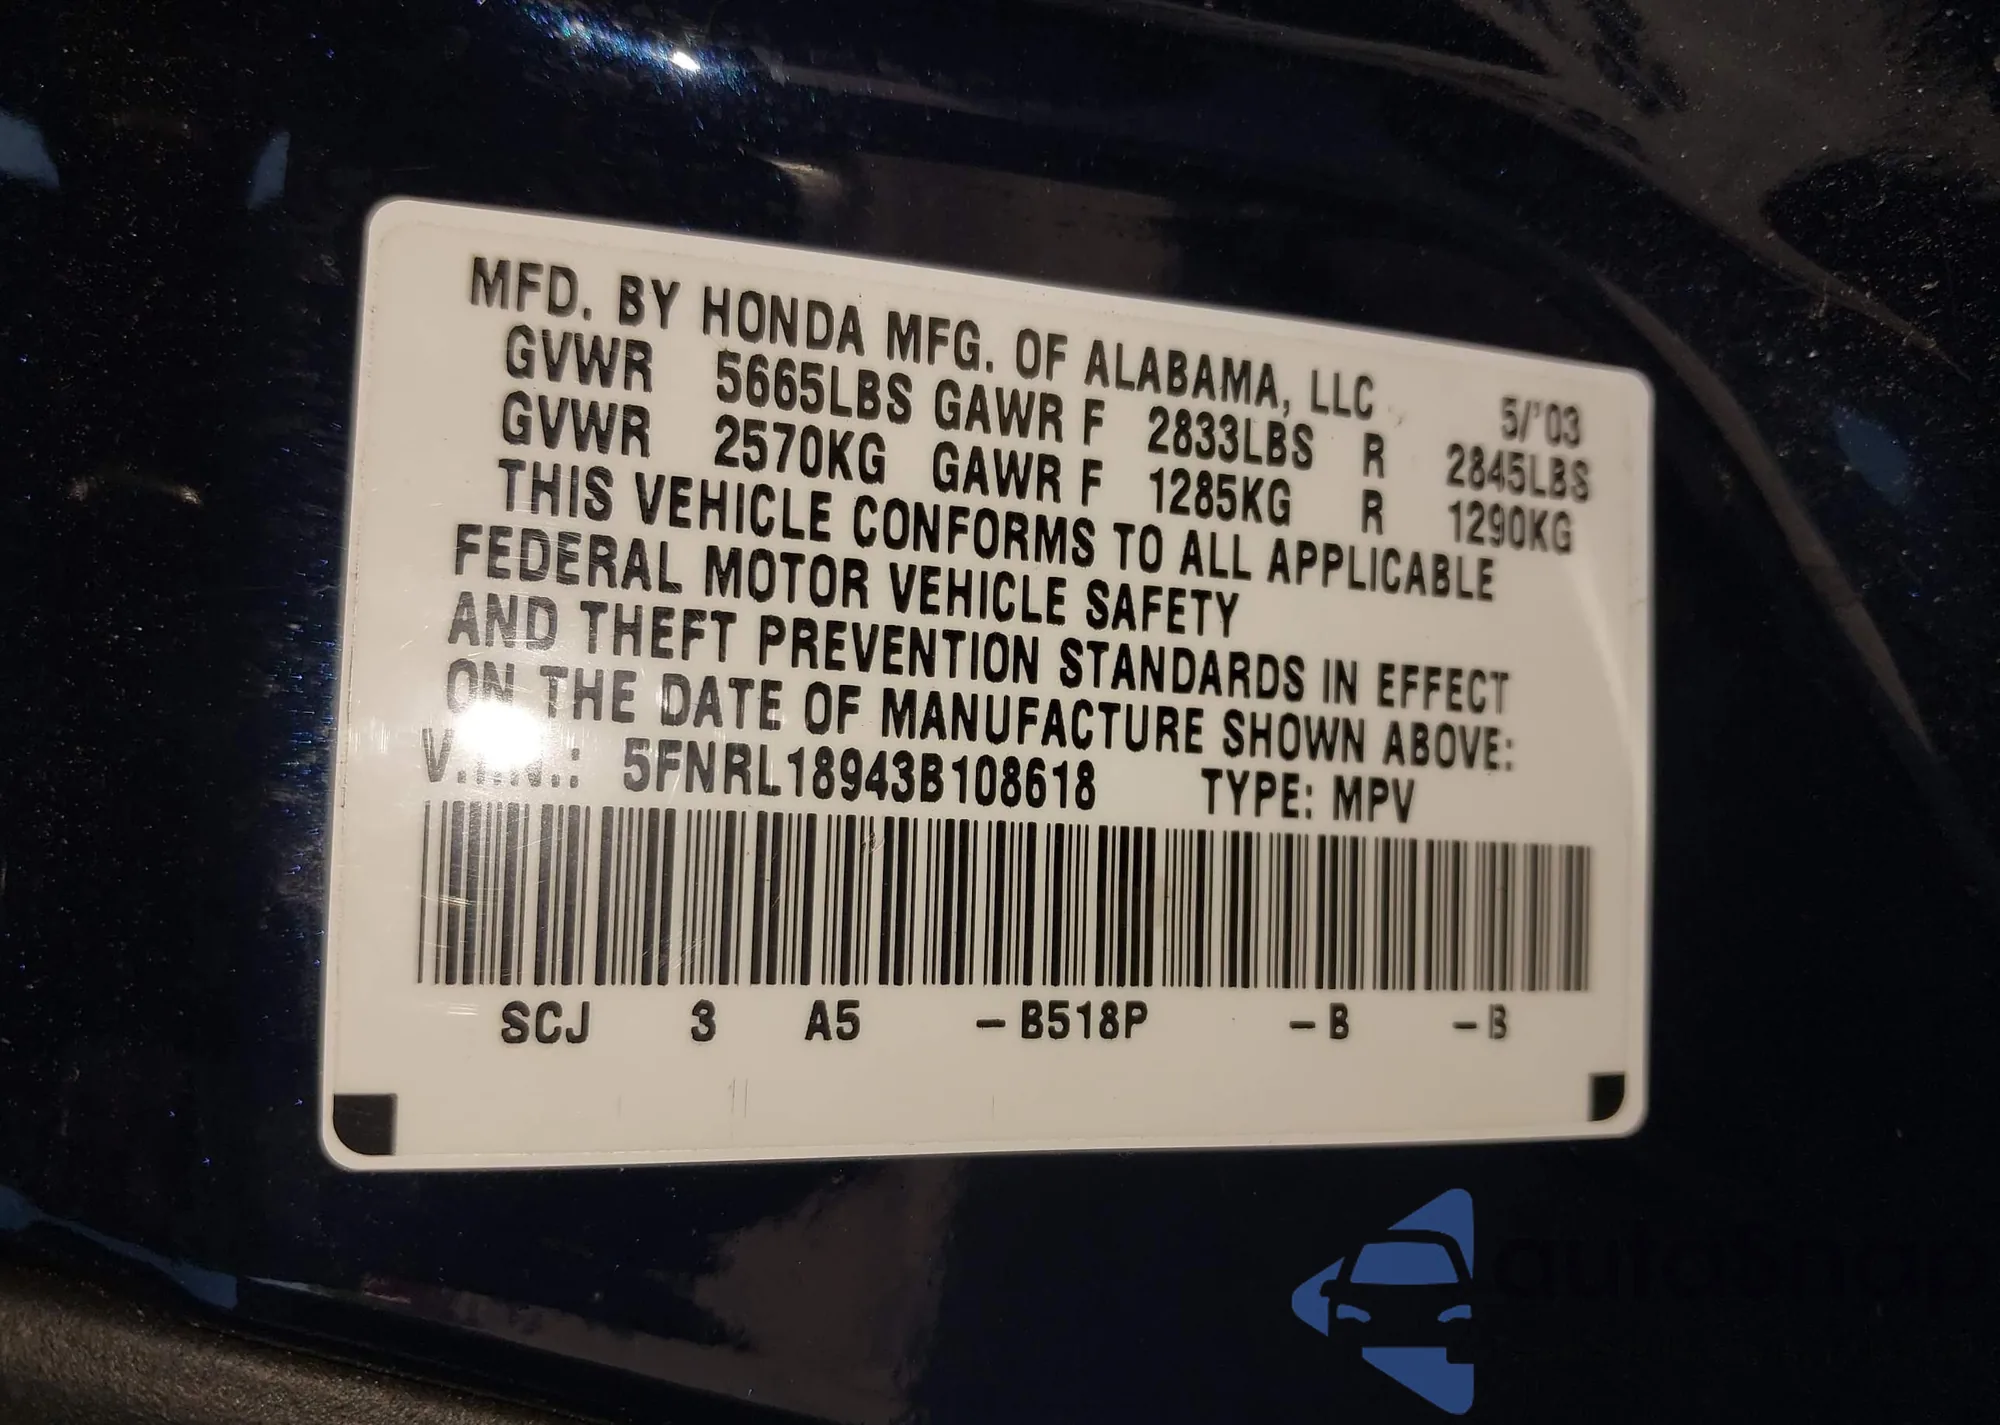 MFD. BY HONDA MFG. OF ALABAMA, LLC 5/'03
GVWR 5665LBS GAWR F 2833LBS R 2845LBS
GVWR 2570KG GAWR F 1285KG R 1290KG
THIS VEHICLE CONFORMS TO ALL APPLICABLE
FEDERAL MOTOR VEHICLE SAFETY
AND THEFT PREVENTION STANDARDS IN EFFECT
ON THE DATE OF MANUFACTURE SHOWN ABOVE:
V.I.N.: 5FNRL18943B108618 TYPE: MPV
SCJ 3 A5 -B518P -B -B